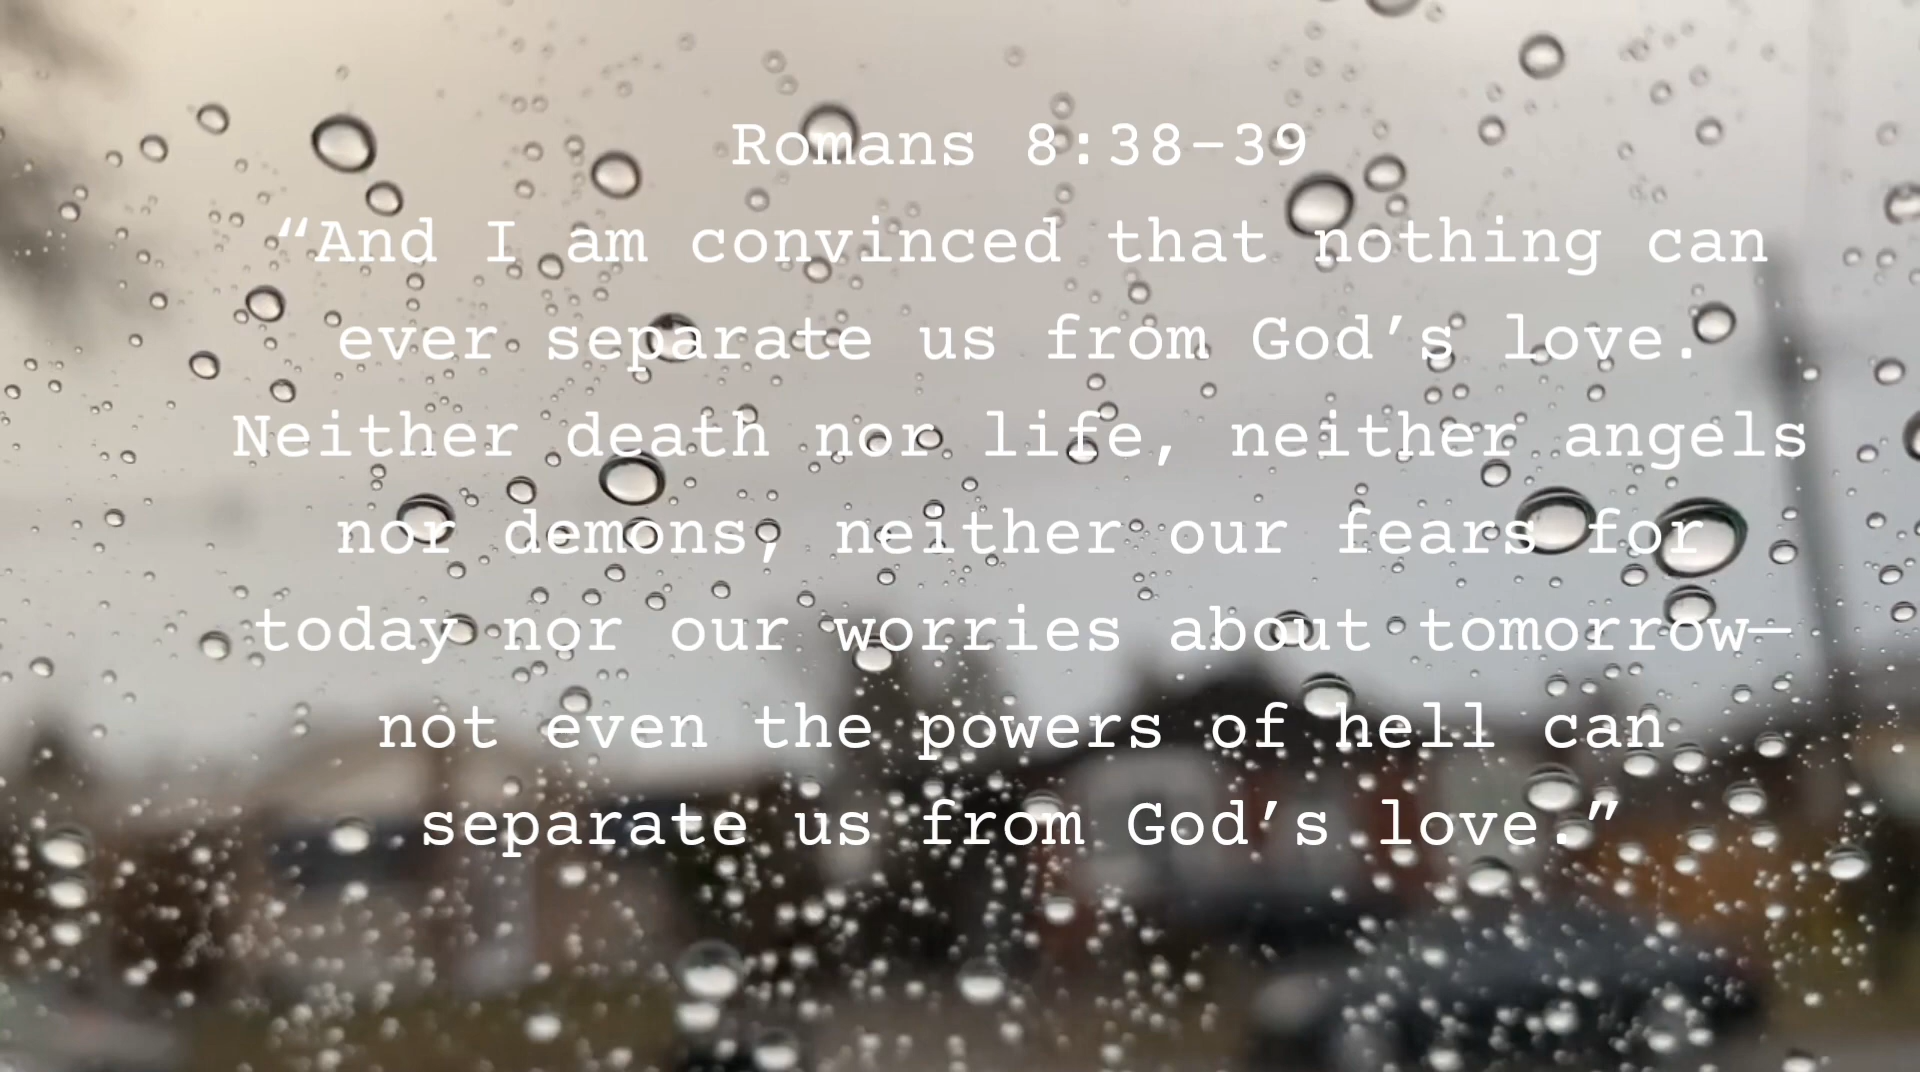 Romans 8:38-39
“And I am convinced that nothing can
ever separate us from God’s love.
Neither death nor life, neither angels
nor demons, neither our fears for
today nor our worries about tomorrow—
not even the powers of hell can
separate us from God’s love.”